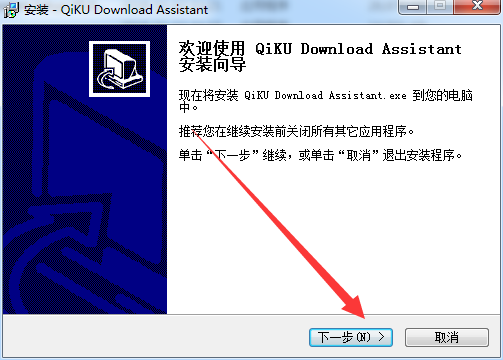 安装 - QiKU Download Assistant
欢迎使用 QiKU Download Assistant
安装向导
现在将安装 QiKU Download Assistant.exe 到您的电脑
中。
推荐您在继续安装前关闭所有其它应用程序。
单击“下一步”继续，或单击“取消”退出安装程序。
下一步(N) >
取消